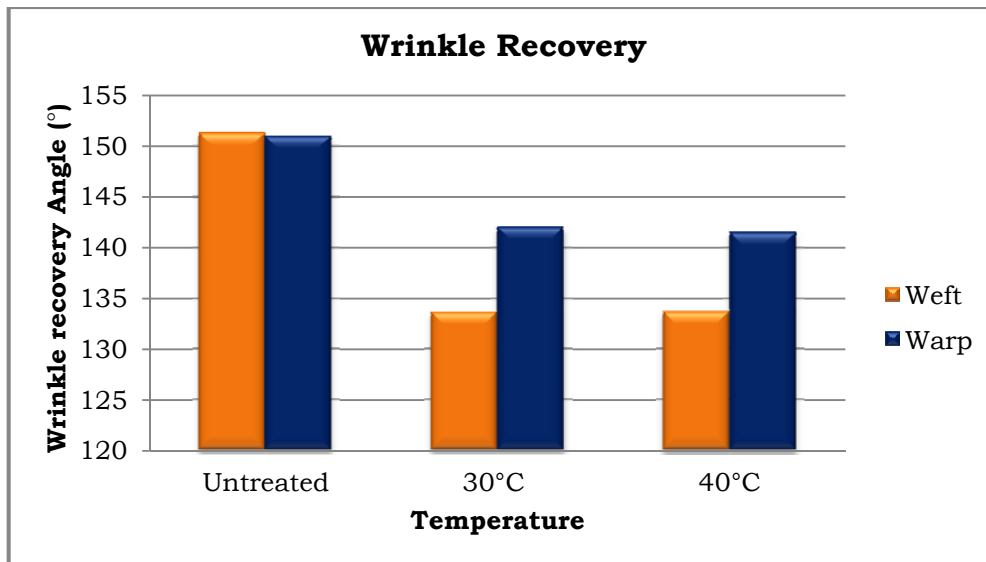 Wrinkle Recovery
Wrinkle recovery Angle (°)
155
150
145
140
135
130
125
120
Untreated 30°C 40°C
Temperature
Weft
Warp